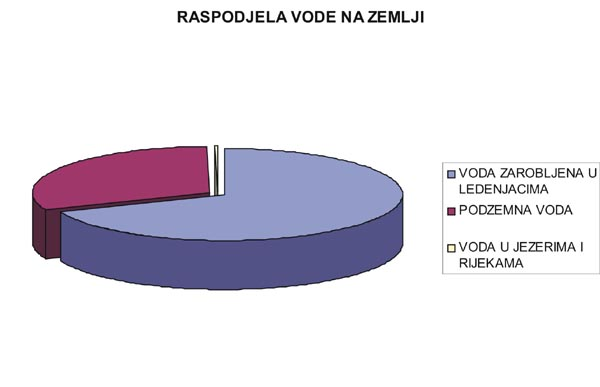 RASPODJELA VODE NA ZEMLJI
VODA ZAROBLJENA U
LEDENJACIMA
PODZEMNA VODA
VODA U JEZERIMA I
RIJEKAMA